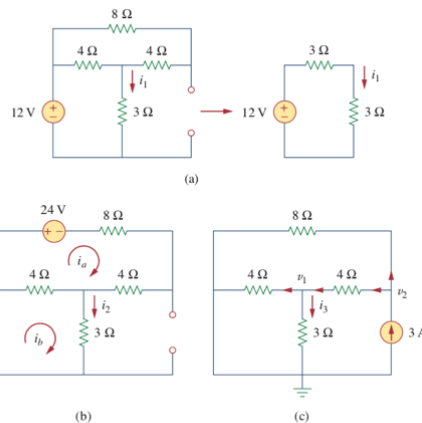 8 Ω
4 Ω 4 Ω 3 Ω
i1 i1
12 V + − 3 Ω 12 V + − 3 Ω
(a)
24 V 8 Ω 8 Ω
+ −
ia
4 Ω 4 Ω 4 Ω v1 4 Ω
i2 i3 v2
ib 3 Ω 3 Ω 3 A
(b) (c)